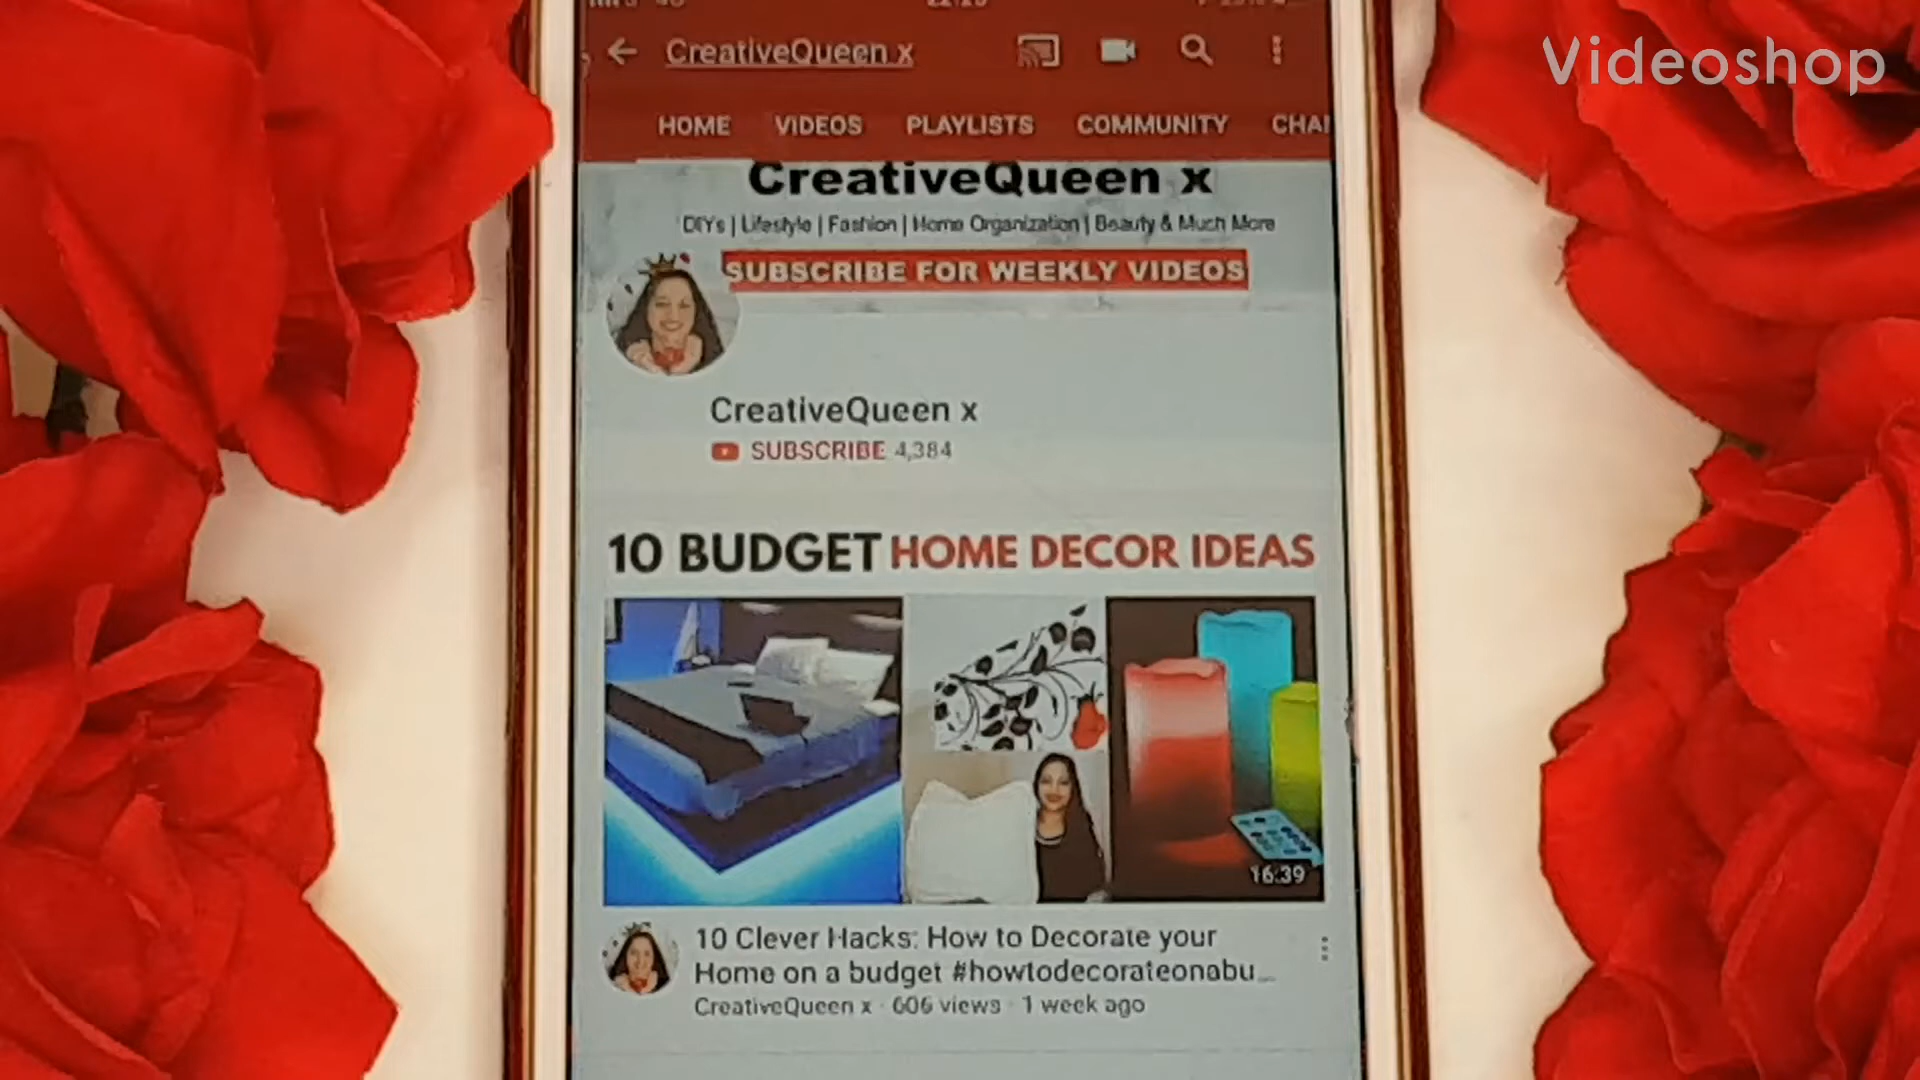 CreativeQueen x
Videoshop
HOME VIDEOS PLAYLISTS COMMUNITY CHA
CreativeQueen x
DIYs | Lifestyle | Fashion | Home Organization | Beauty & Much More
SUBSCRIBE FOR WEEKLY VIDEOS
CreativeQueen x
SUBSCRIBE 4,384
10 BUDGET HOME DECOR IDEAS
16:39
10 Clever Hacks: How to Decorate your
Home on a budget #howtodecorateonabu...
CreativeQueen x · 606 views · 1 week ago